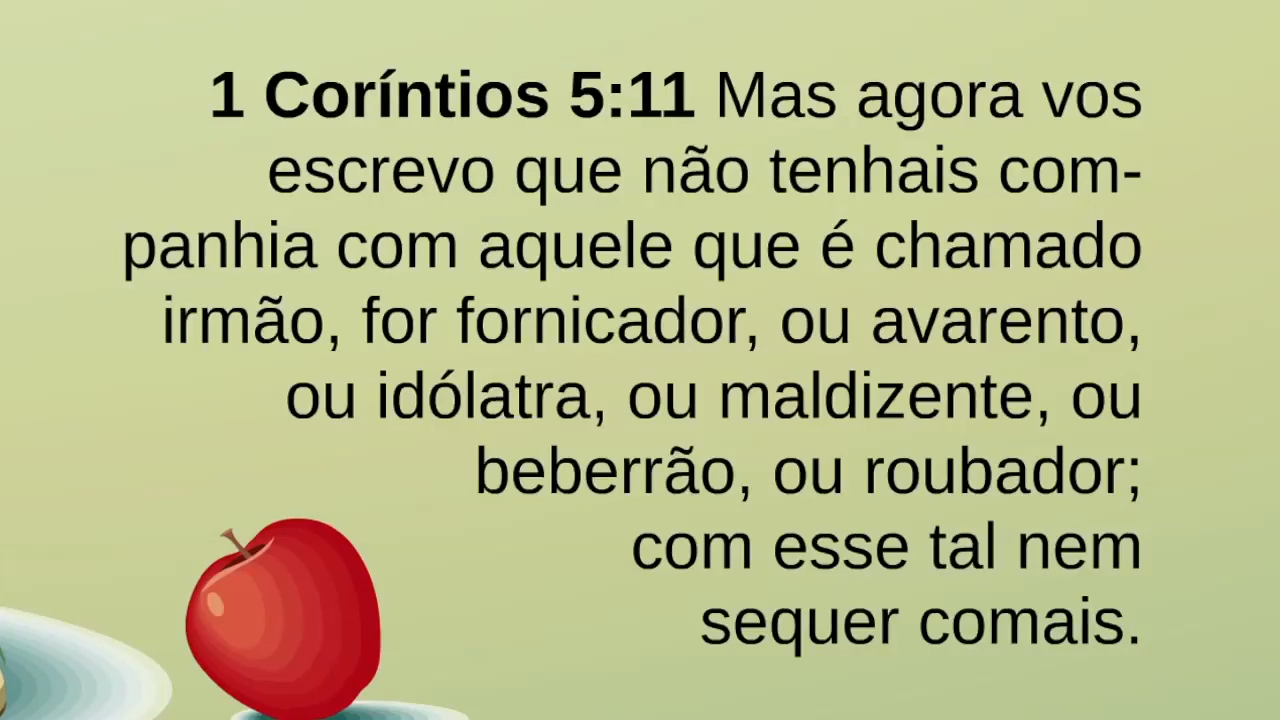 1 Coríntios 5:11 Mas agora vos
escrevo que não tenhais com-
panhia com aquele que é chamado
irmão, for fornicador, ou avarento,
ou idólatra, ou maldizente, ou
beberrão, ou roubador;
com esse tal nem
sequer comais.